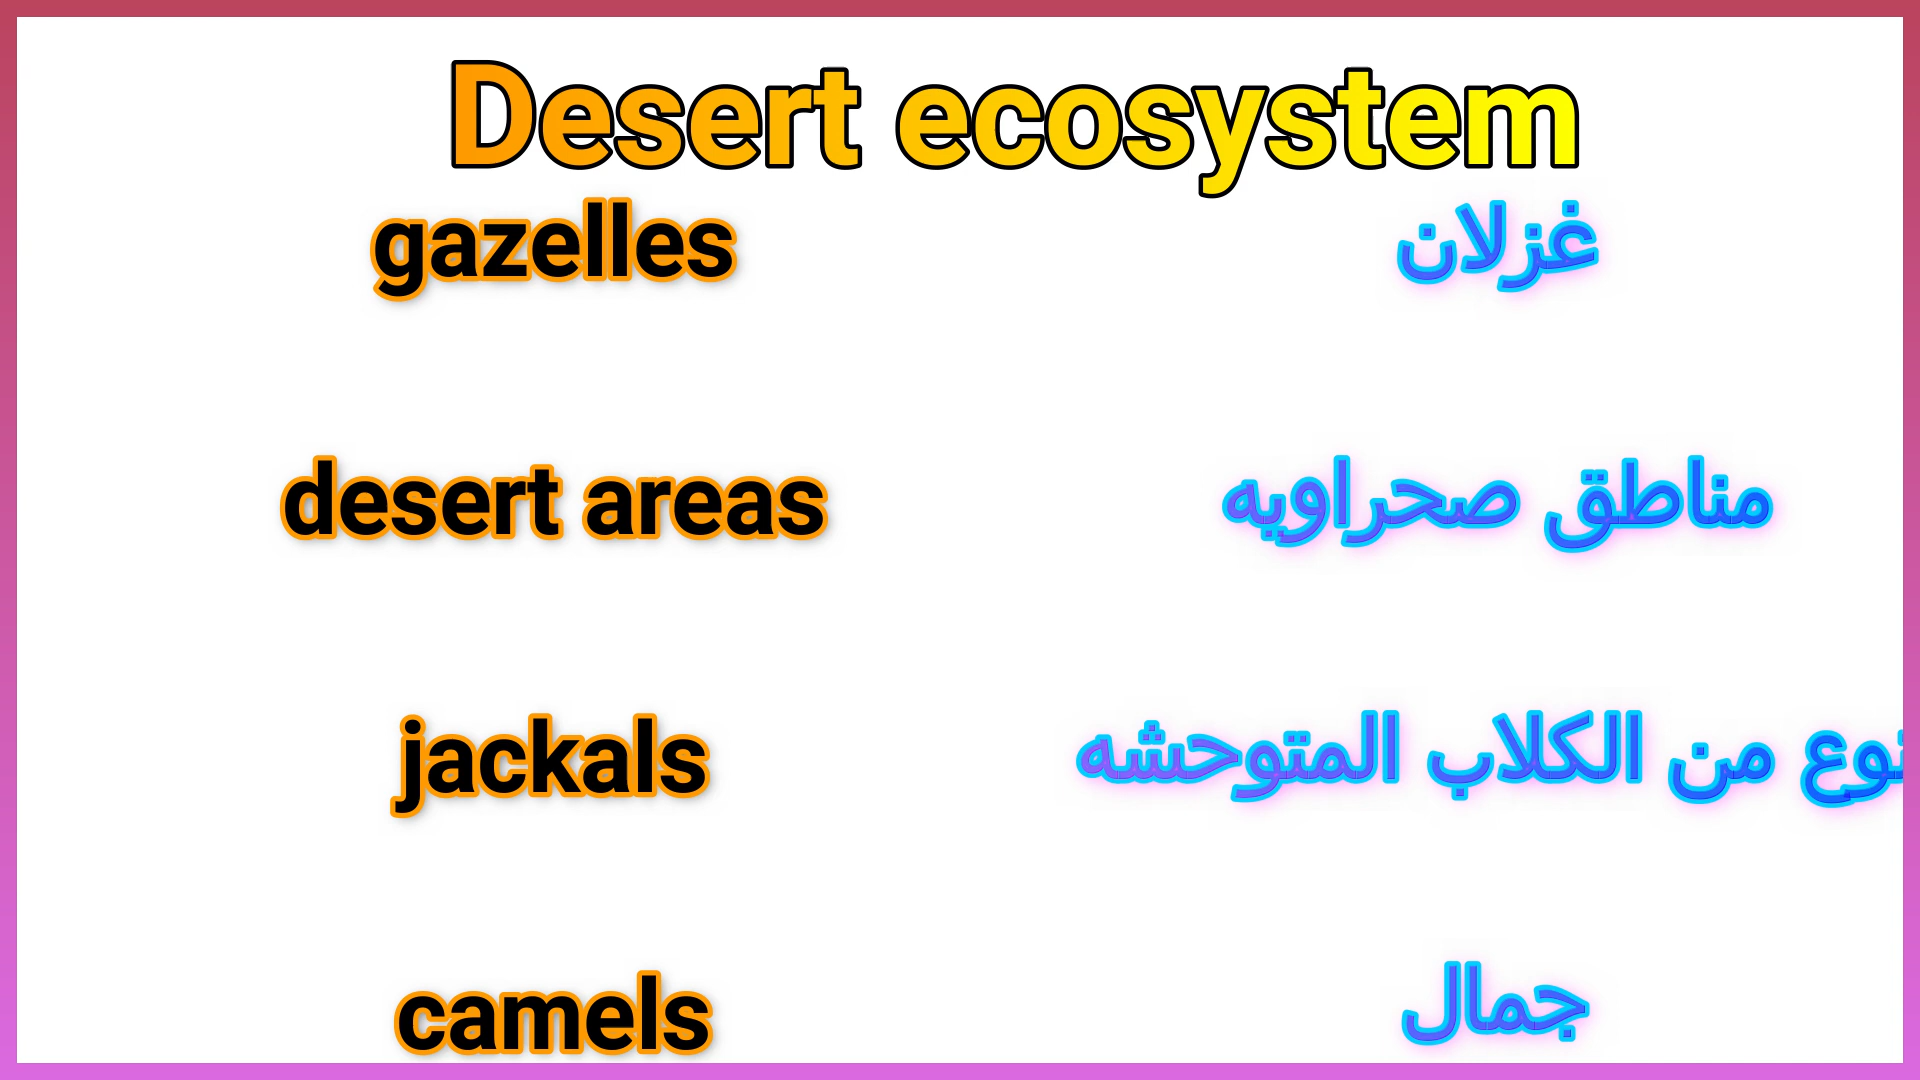 Desert ecosystem
gazelles غزلان
desert areas مناطق صحراويه
jackals نوع من الكلاب المتوحشه
camels جمال